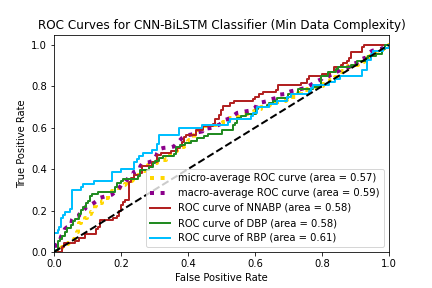 ROC Curves for CNN-BiLSTM Classifier (Min Data Complexity)
1.0
0.8
0.6
0.4
0.2
0.0
True Positive Rate
micro-average ROC curve (area = 0.57)
macro-average ROC curve (area = 0.59)
ROC curve of NNABP (area = 0.58)
ROC curve of DBP (area = 0.58)
ROC curve of RBP (area = 0.61)
0.0 0.2 0.4 0.6 0.8 1.0
False Positive Rate